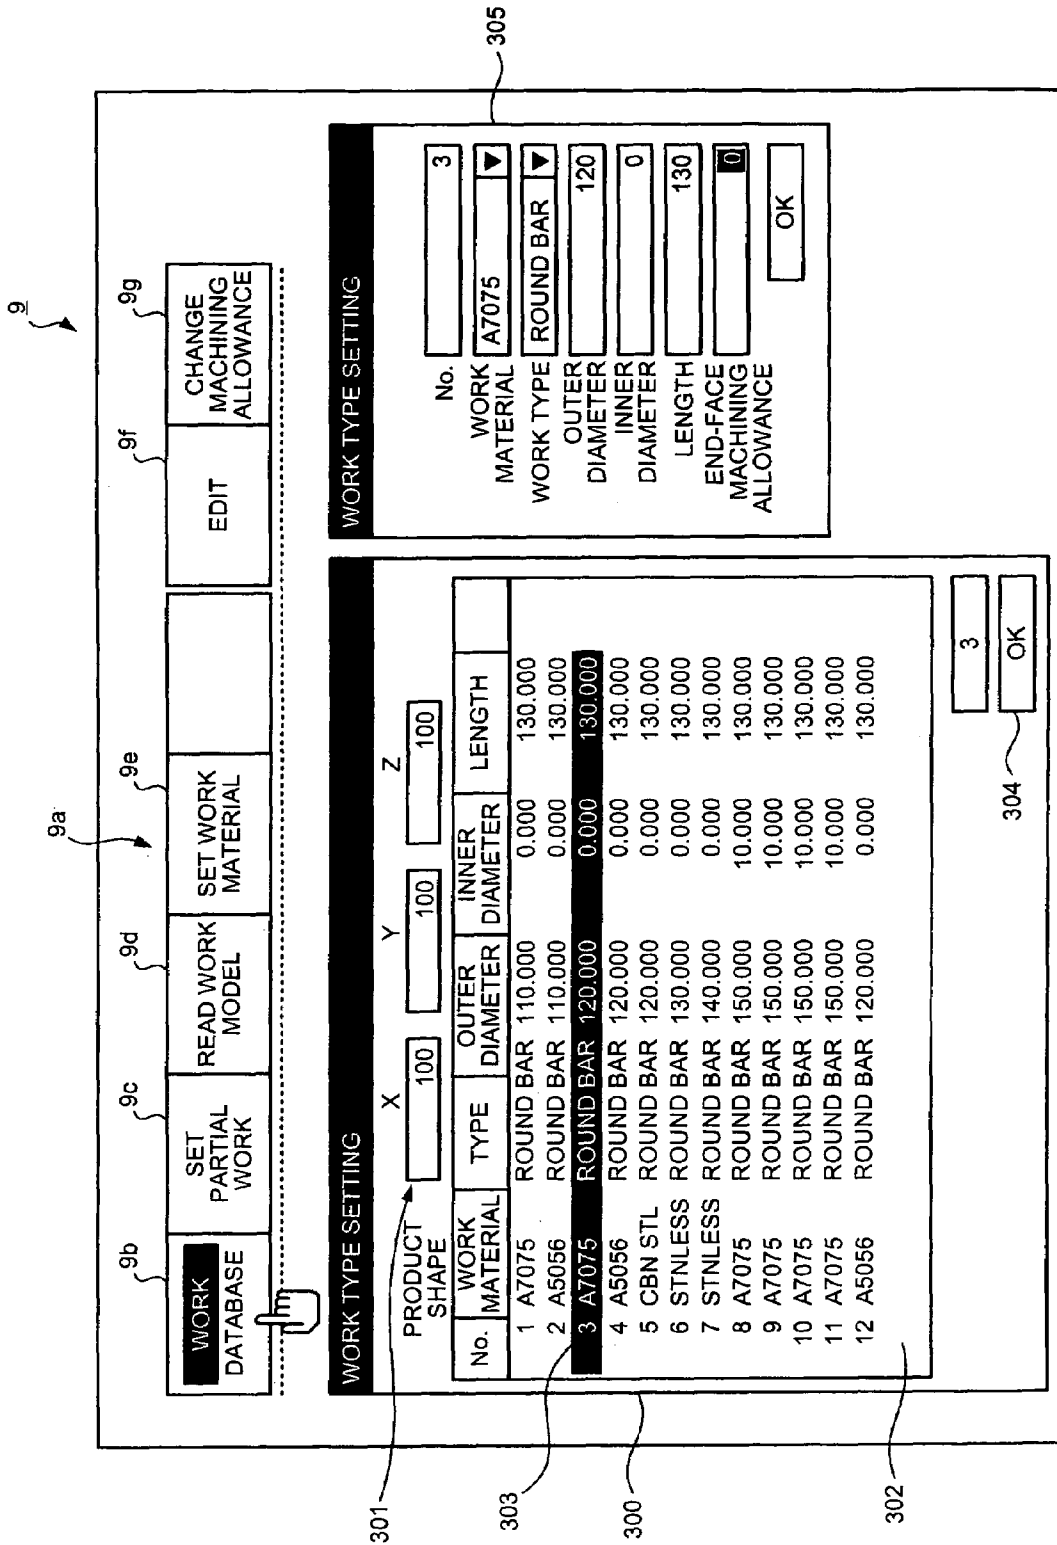 9
9a
9b
9c
9d
9e
9f
9g
WORK
DATABASE
SET
PARTIAL
WORK
READ WORK
MODEL
SET WORK
MATERIAL
EDIT
CHANGE
MACHINING
ALLOWANCE
WORK TYPE SETTING
301
PRODUCT
SHAPE
X
100
Y
100
Z
100
No. WORK MATERIAL TYPE OUTER DIAMETER INNER DIAMETER LENGTH
1 A7075 ROUND BAR 110.000 0.000 130.000
2 A5056 ROUND BAR 110.000 0.000 130.000
3 A7075 ROUND BAR 120.000 0.000 130.000
4 A5056 ROUND BAR 120.000 0.000 130.000
5 CBN STL ROUND BAR 120.000 0.000 130.000
6 STNLESS ROUND BAR 130.000 0.000 130.000
7 STNLESS ROUND BAR 140.000 0.000 130.000
8 A7075 ROUND BAR 150.000 10.000 130.000
9 A7075 ROUND BAR 150.000 10.000 130.000
10 A7075 ROUND BAR 150.000 10.000 130.000
11 A7075 ROUND BAR 150.000 10.000 130.000
12 A5056 ROUND BAR 120.000 0.000 130.000
303
300
302
3
OK
304
WORK TYPE SETTING
305
No. 3
WORK
MATERIAL A7075 ▼
WORK TYPE ROUND BAR ▼
OUTER
DIAMETER 120
INNER
DIAMETER 0
LENGTH 130
END-FACE
MACHINING
ALLOWANCE 0
OK